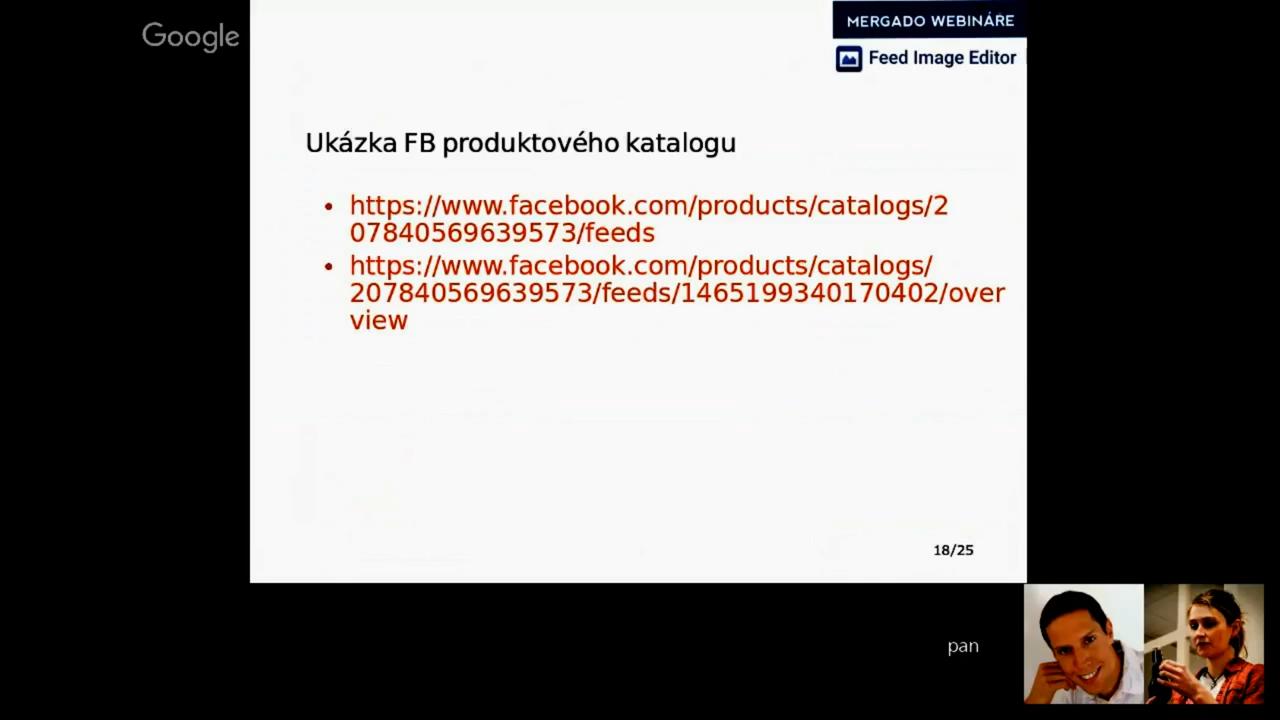 Google
MERGADO WEBINÁŘE
Feed Image Editor
Ukázka FB produktového katalogu
• https://www.facebook.com/products/catalogs/2
07840569639573/feeds
• https://www.facebook.com/products/catalogs/
207840569639573/feeds/1465199340170402/over
view
18/25
pan